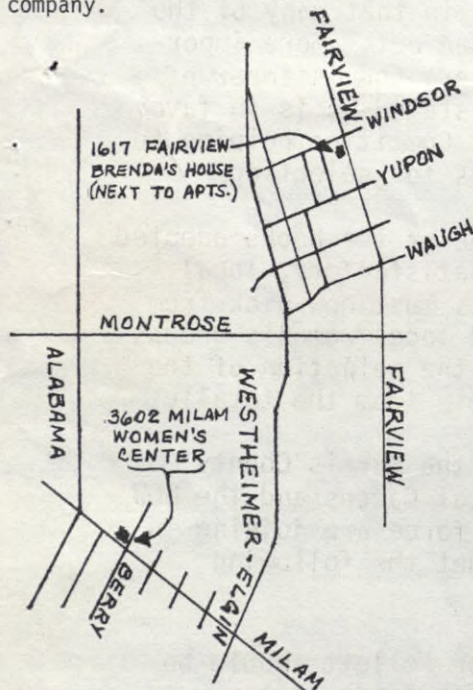 company.
FAIRVIEW
WINDSOR
1617 FAIRVIEW
BRENDA'S HOUSE
(NEXT TO APTS.)
YUPON
WAUGH
MONTROSE
ALABAMA
WESTHEIMER-ELGIN
FAIRVIEW
3602 MILAM
WOMEN'S
CENTER
BERRY
MILAM